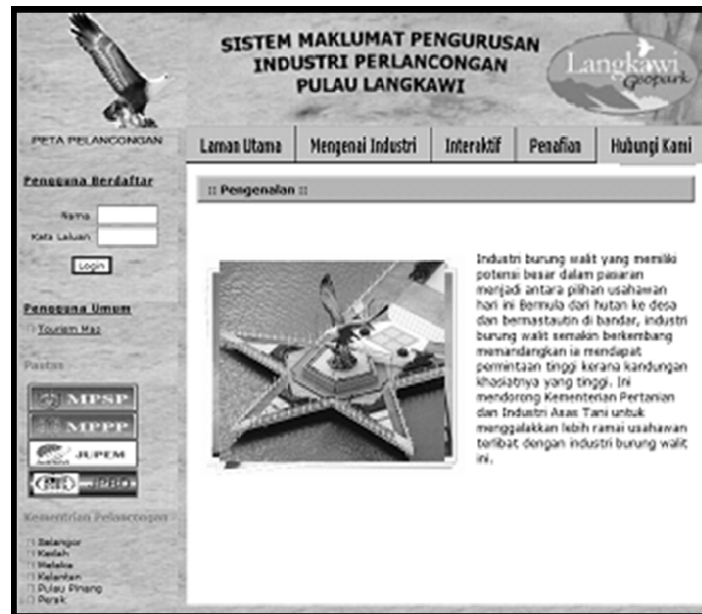 SISTEM MAKLUMAT PENGURUSAN
INDUSTRI PERLANCONGAN
PULAU LANGKAWI
Langkawi
Geopark
PETA PELANCONGAN
Laman Utama
Mengenai Industri
Interaktif
Penafian
Hubungi Kami
Pengguna Berdaftar
Nama
Kata Laluan
Login
Pengguna Umum
Tourism Map
Pautan
MPSP
MPPP
JUPEM
JPBD
Kementrian Pelancongan
Selangor
Kedah
Melaka
Kelantan
Pulau Pinang
Perak
:: Pengenalan ::
Industri burung walit yang memiliki
potensi besar dalam pasaran
menjadi antara pilihan usahawan
hari ini Bermula dari hutan ke desa
dan bermastautin di bandar, industri
burung walit semakin berkembang
memandangkan ia mendapat
permintaan tinggi kerana kandungan
khasiatnya yang tinggi. Ini
mendorong Kementerian Pertanian
dan Industri Asas Tani untuk
menggalakkan lebih ramai usahawan
terlibat dengan industri burung walit
ini.